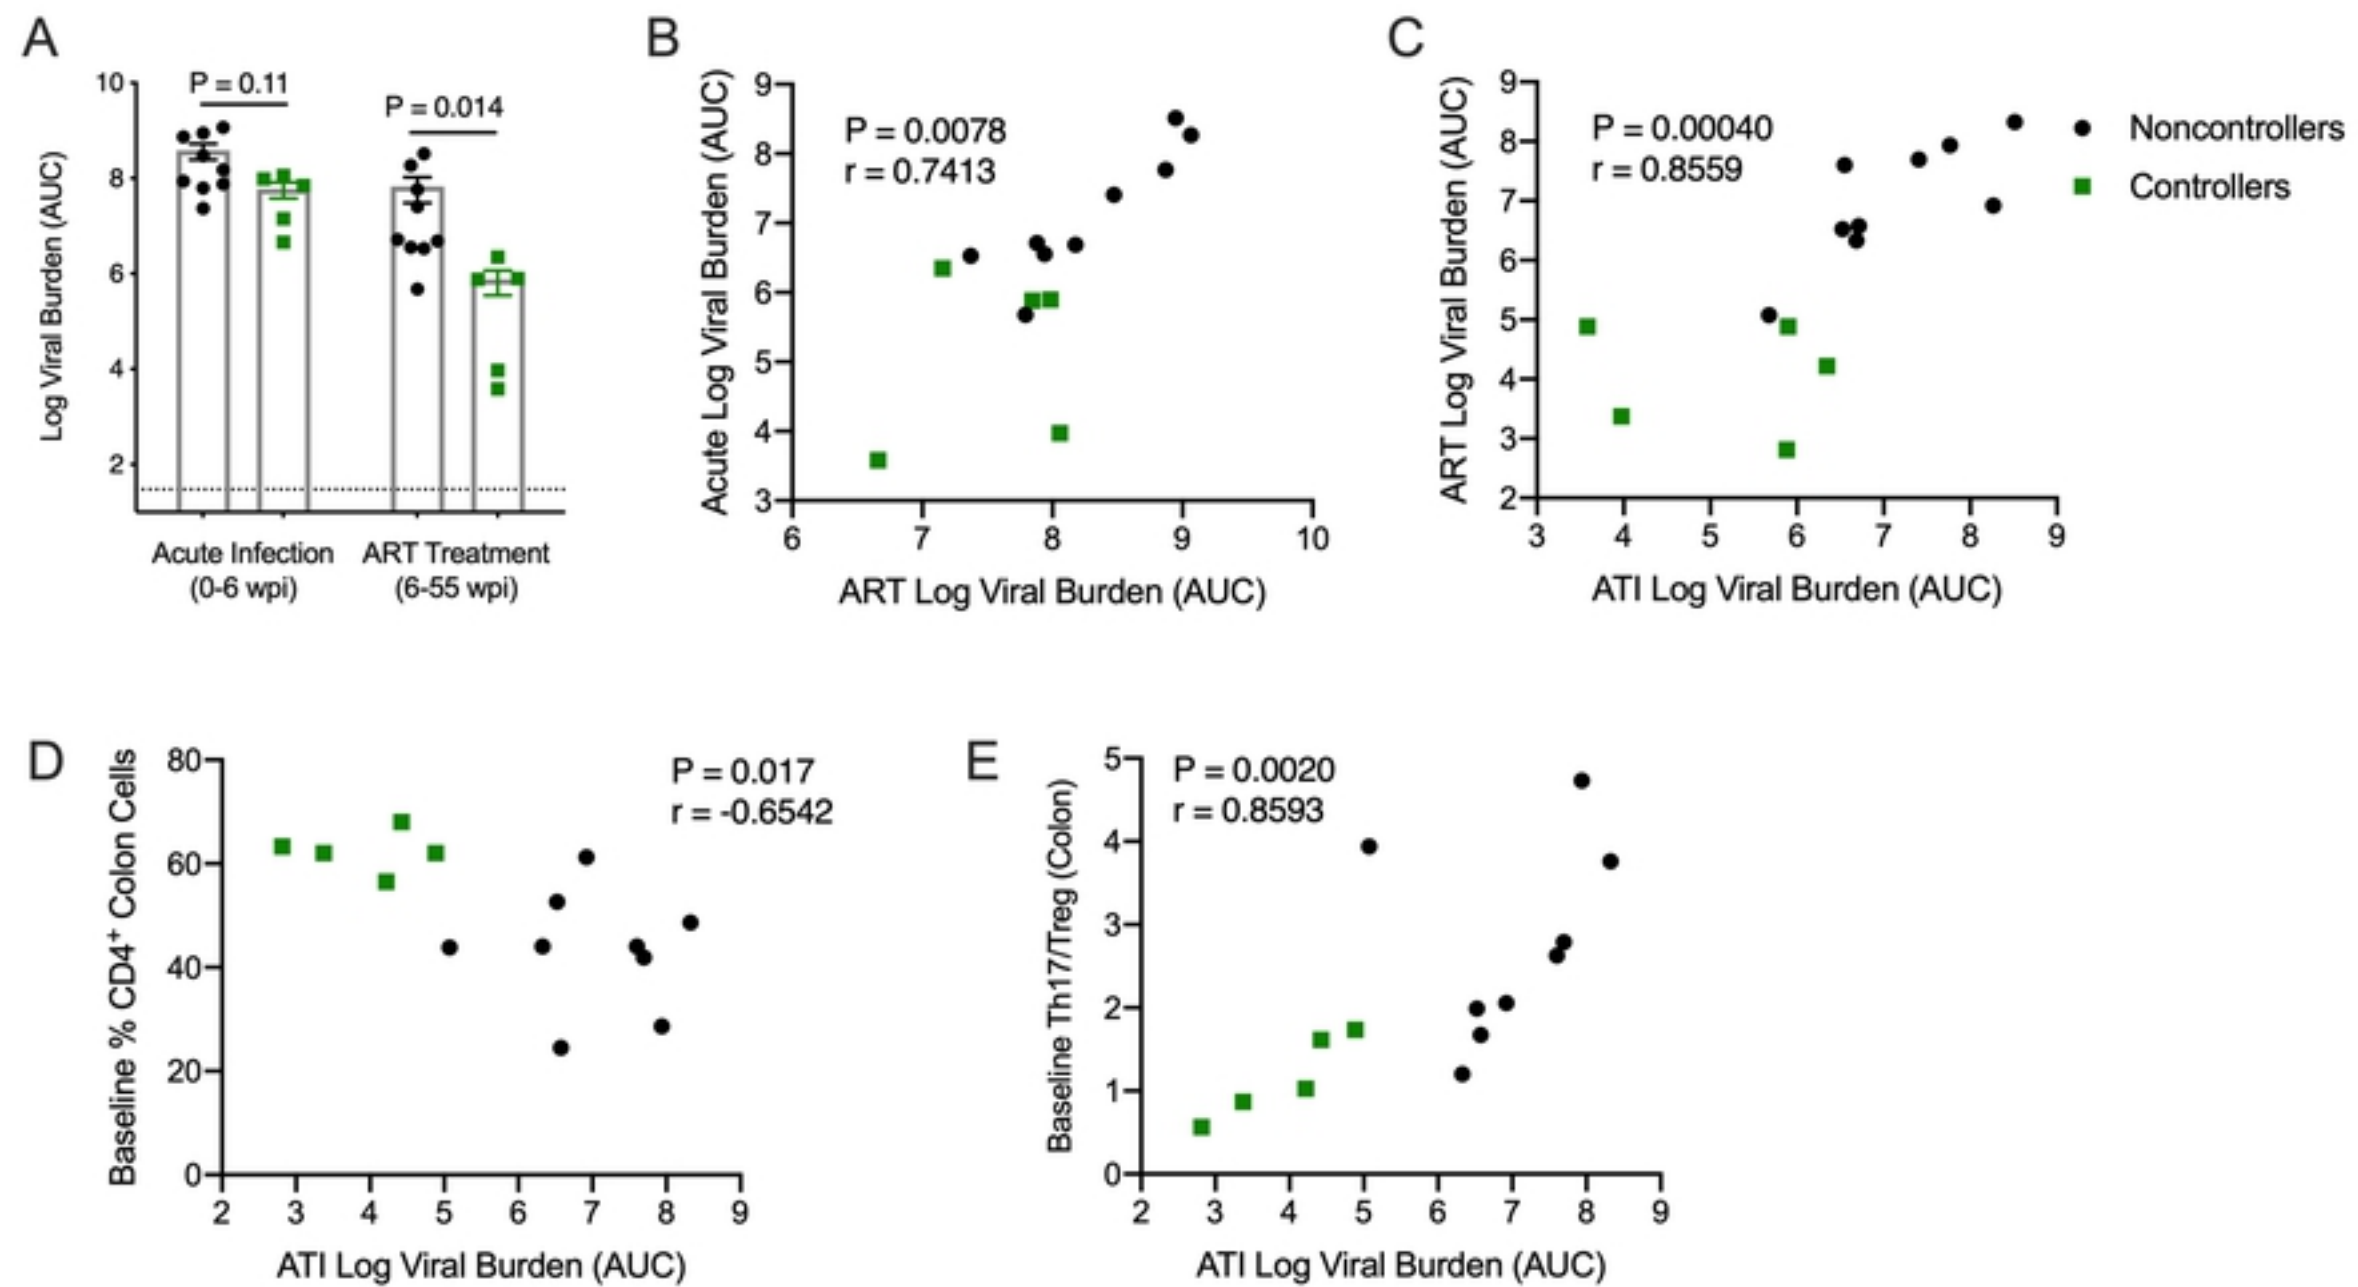 A
P = 0.11
P = 0.014
Log Viral Burden (AUC)
10
8
6
4
2
Acute Infection
(0-6 wpi)
ART Treatment
(6-55 wpi)
B
P = 0.0078
r = 0.7413
Acute Log Viral Burden (AUC)
9
8
7
6
5
4
3
6 7 8 9 10
ART Log Viral Burden (AUC)
C
P = 0.00040
r = 0.8559
ART Log Viral Burden (AUC)
9
8
7
6
5
4
3
2
3 4 5 6 7 8 9
ATI Log Viral Burden (AUC)
Noncontrollers
Controllers
D
P = 0.017
r = -0.6542
Baseline % CD4⁺ Colon Cells
80
60
40
20
0
2 3 4 5 6 7 8 9
ATI Log Viral Burden (AUC)
E
P = 0.0020
r = 0.8593
Baseline Th17/Treg (Colon)
5
4
3
2
1
0
2 3 4 5 6 7 8 9
ATI Log Viral Burden (AUC)